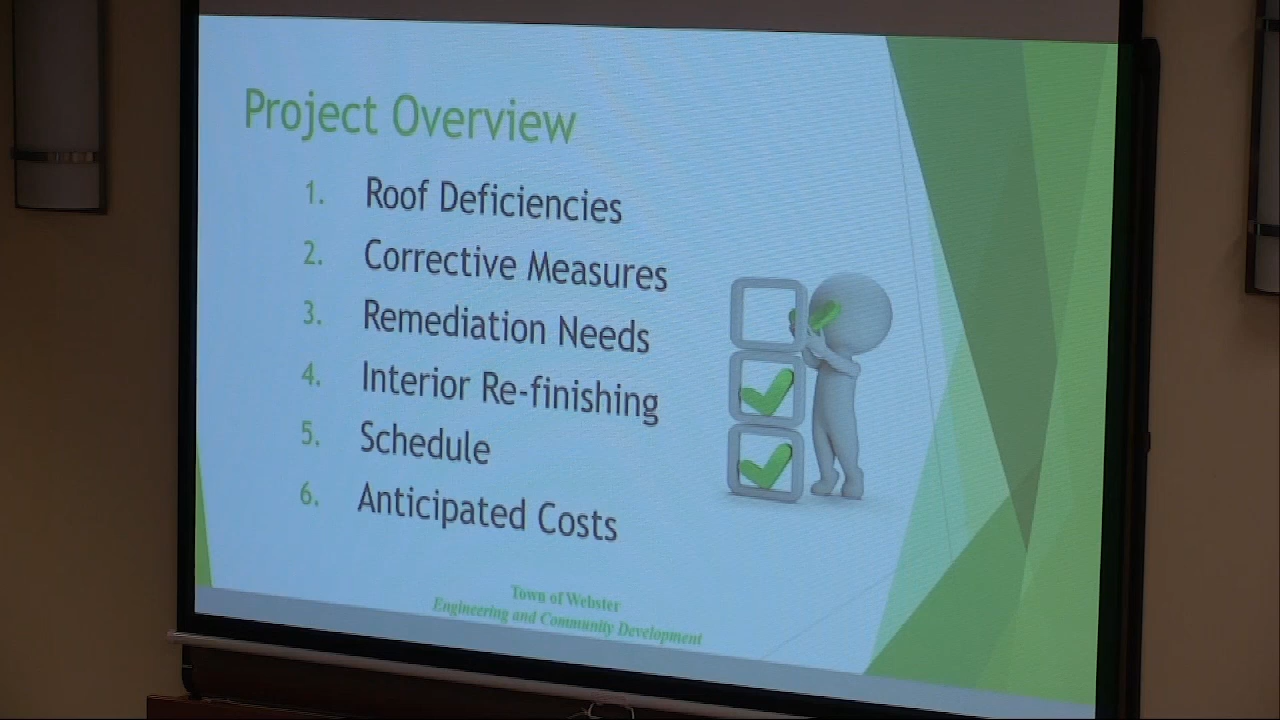 Project Overview
1. Roof Deficiencies
2. Corrective Measures
3. Remediation Needs
4. Interior Re-finishing
5. Schedule
6. Anticipated Costs
Town of Webster
Engineering and Community Development